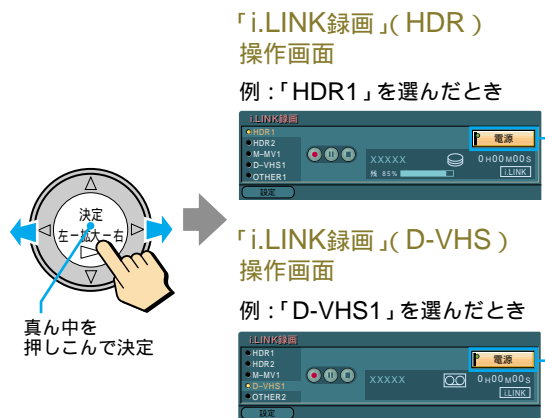 「i.LINK録画」(HDR)
操作画面
例:「HDR1」を選んだとき
i.LINK録画
HDR1
HDR2
M-MV1
D-VHS1
OTHER1
XXXXX
残 85%
電源
0H00M00S
i.LINK
設定
決定
左－拡大－右
真ん中を
押しこんで決定
「i.LINK録画」(D-VHS)
操作画面
例:「D-VHS1」を選んだとき
i.LINK録画
HDR1
HDR2
M-MV1
D-VHS1
OTHER2
XXXXX
電源
0H00M00S
i.LINK
設定